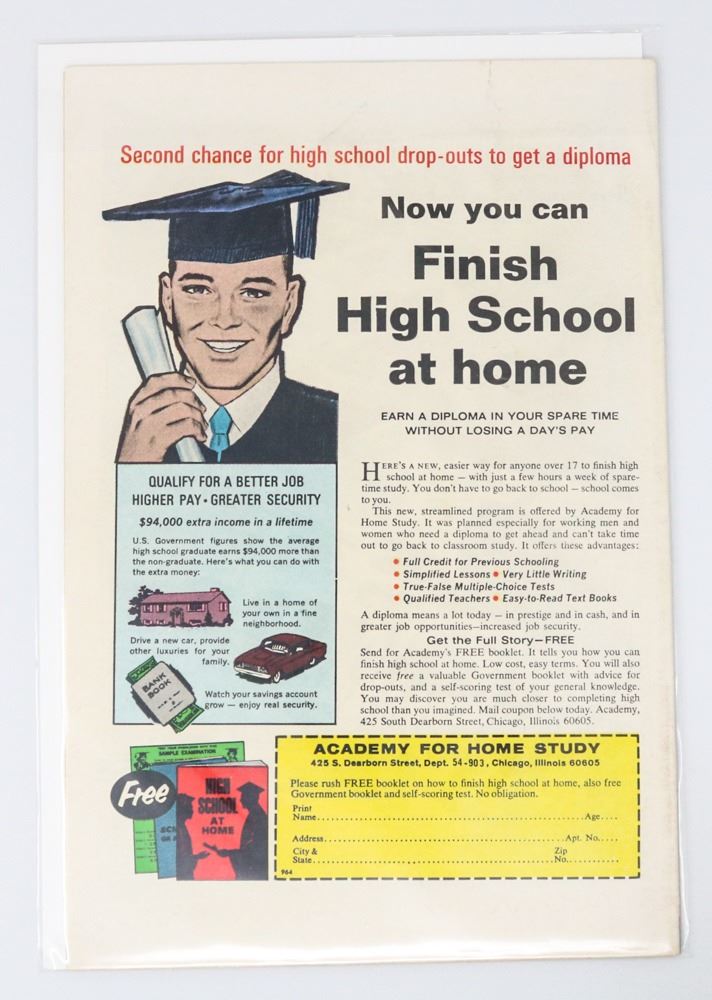 Second chance for high school drop-outs to get a diploma
Now you can
Finish
High School
at home
EARN A DIPLOMA IN YOUR SPARE TIME
WITHOUT LOSING A DAY'S PAY
HERE'S A NEW, easier way for anyone over 17 to finish high
school at home — with just a few hours a week of spare-
time study. You don't have to go back to school — school comes
to you.
This new, streamlined program is offered by Academy for
Home Study. It was planned especially for working men and
women who need a diploma to get ahead and can't take time
out to go back to classroom study. It offers these advantages:
• Full Credit for Previous Schooling
• Simplified Lessons • Very Little Writing
• True-False Multiple-Choice Tests
• Qualified Teachers • Easy-to-Read Text Books
A diploma means a lot today — in prestige and in cash, and in
greater job opportunities—increased job security.
Get the Full Story—FREE
Send for Academy's FREE booklet. It tells you how you can
finish high school at home. Low cost, easy terms. You will also
receive free a valuable Government booklet with advice for
drop-outs, and a self-scoring test of your general knowledge.
You may discover you are much closer to completing high
school than you imagined. Mail coupon below today. Academy,
425 South Dearborn Street, Chicago, Illinois 60605.
QUALIFY FOR A BETTER JOB
HIGHER PAY • GREATER SECURITY
$94,000 extra income in a lifetime
U.S. Government figures show the average
high school graduate earns $94,000 more than
the non-graduate. Here's what you can do with
the extra money:
Live in a home of
your own in a fine
neighborhood.
Drive a new car, provide
other luxuries for your
family.
BANK
BOOK
Watch your savings account
grow — enjoy real security.
SAMPLE EXAMINATION
Free
HIGH
SCHOOL
AT
HOME
ACADEMY FOR HOME STUDY
425 S. Dearborn Street, Dept. 54-903, Chicago, Illinois 60605
Please rush FREE booklet on how to finish high school at home, also free
Government booklet and self-scoring test. No obligation.
Print
Name........Age....
Address........Apt. No.....
City & Zip
State........No.......
964